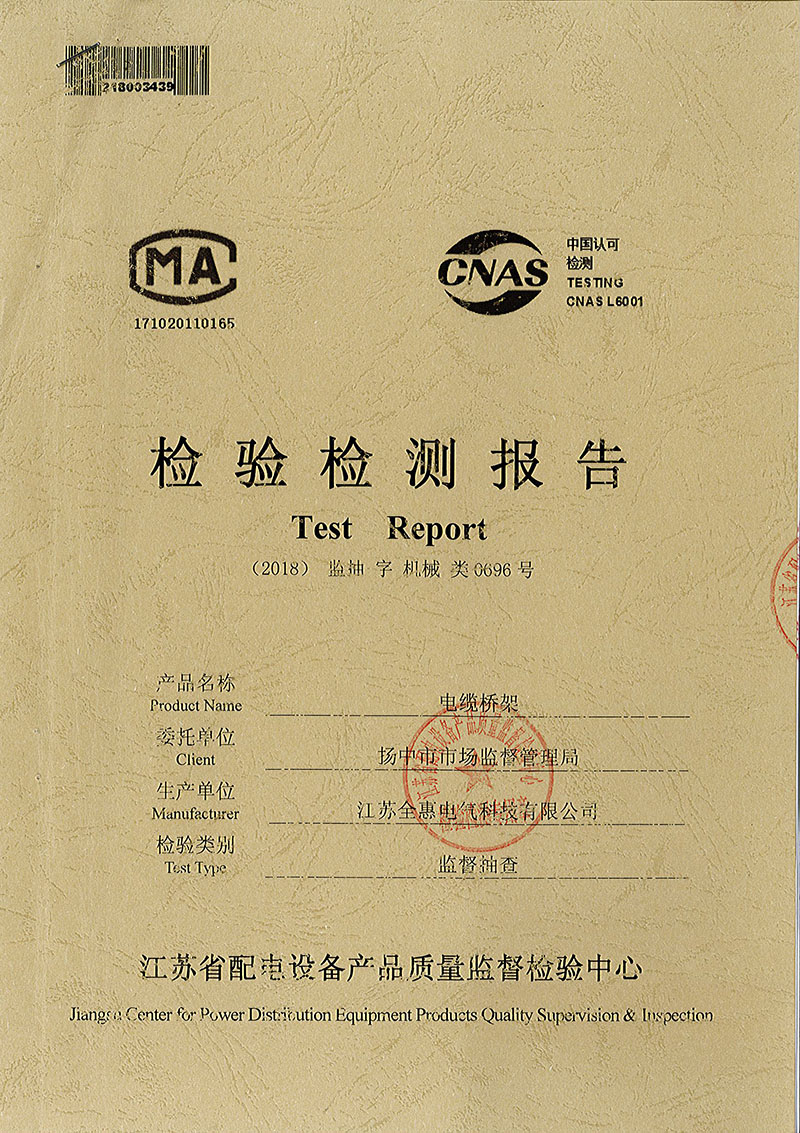 218003439
MA
171020110165
CNAS
中国认可
检测
TESTING
CNAS L6001
检验检测报告
Test Report
（2018） 监抽 字 机械 类0696号
产品名称
Product Name
电缆桥架
委托单位
Client
扬中市市场监督管理局
生产单位
Manufacturer
江苏全惠电气科技有限公司
检验类别
Test Type
监督抽查
江苏省配电设备产品质量监督检验中心
Jiangsu Center for Power Distribution Equipment Products Quality Supervision & Inspection